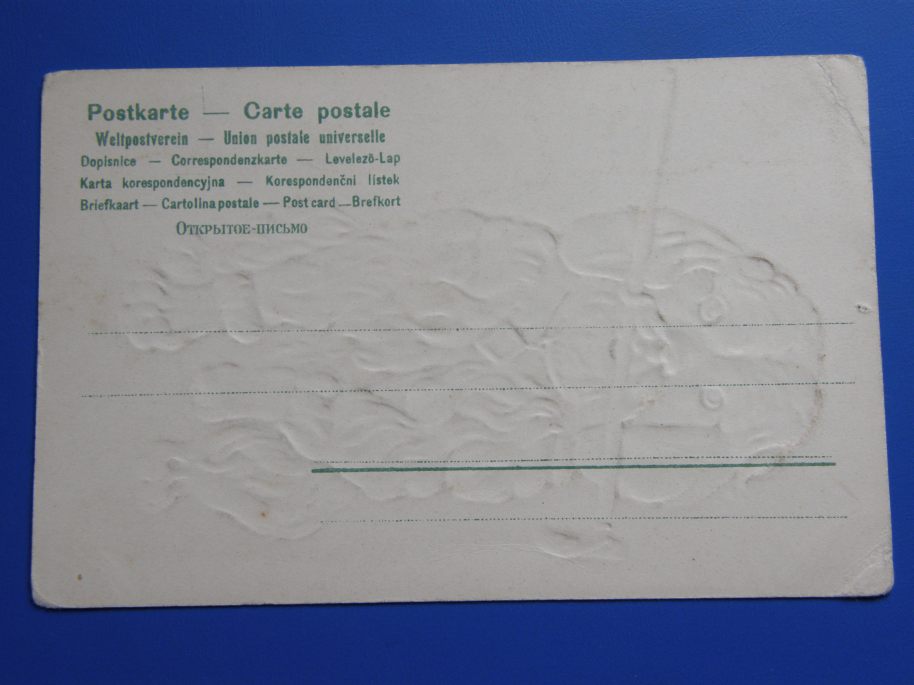 Postkarte — Carte postale
Weltpostverein — Union postale universelle
Dopisnice — Correspondenzkarte — Levelezö-Lap
Karta korespondencyjna — Korespondenčni listek
Briefkaart — Cartolina postale — Post card — Brefkort
Открытое-письмо